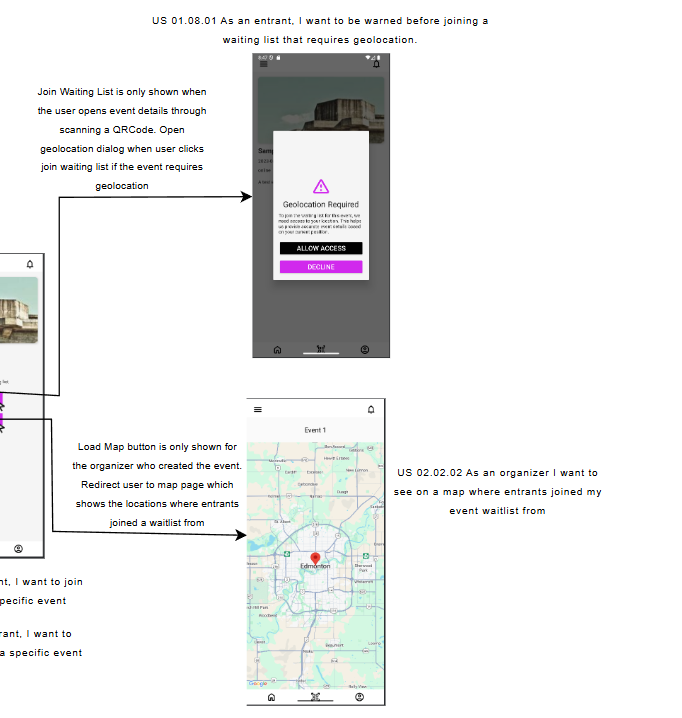 US 01.08.01 As an entrant, I want to be warned before joining a
waiting list that requires geolocation.
Join Waiting List is only shown when
the user opens event details through
scanning a QRCode. Open
geolocation dialog when user clicks
join waiting list if the event requires
geolocation
Geolocation Required
To join the waiting list for this event, we
need access to your location. This helps
us provide accurate event details based
on your current position.
ALLOW ACCESS
DECLINE
Load Map button is only shown for
the organizer who created the event.
Redirect user to map page which
shows the locations where entrants
joined a waitlist from
Event 1
St. Albert
Edmonton
Sherwood
Park
Beaumont
Google
US 02.02.02 As an organizer I want to
see on a map where entrants joined my
event waitlist from
nt, I want to join
pecific event
rant, I want to
a specific event